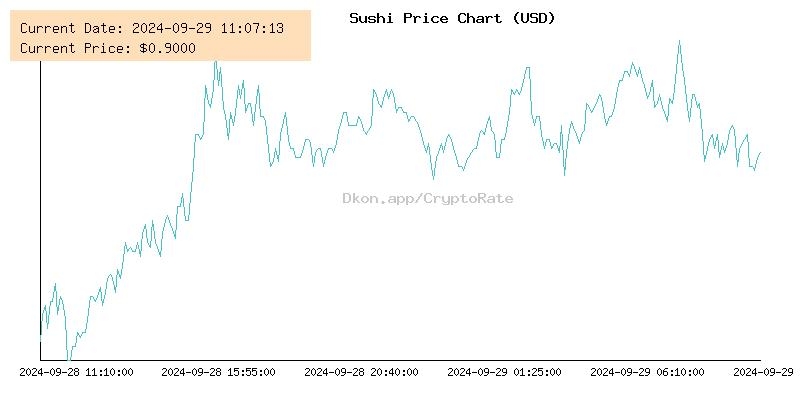 Sushi Price Chart (USD)
Current Date: 2024-09-29 11:07:13
Current Price: $0.9000
Dkon.app/CryptoRate
2024-09-28 11:10:00 2024-09-28 15:55:00 2024-09-28 20:40:00 2024-09-29 01:25:00 2024-09-29 06:10:00 2024-09-29